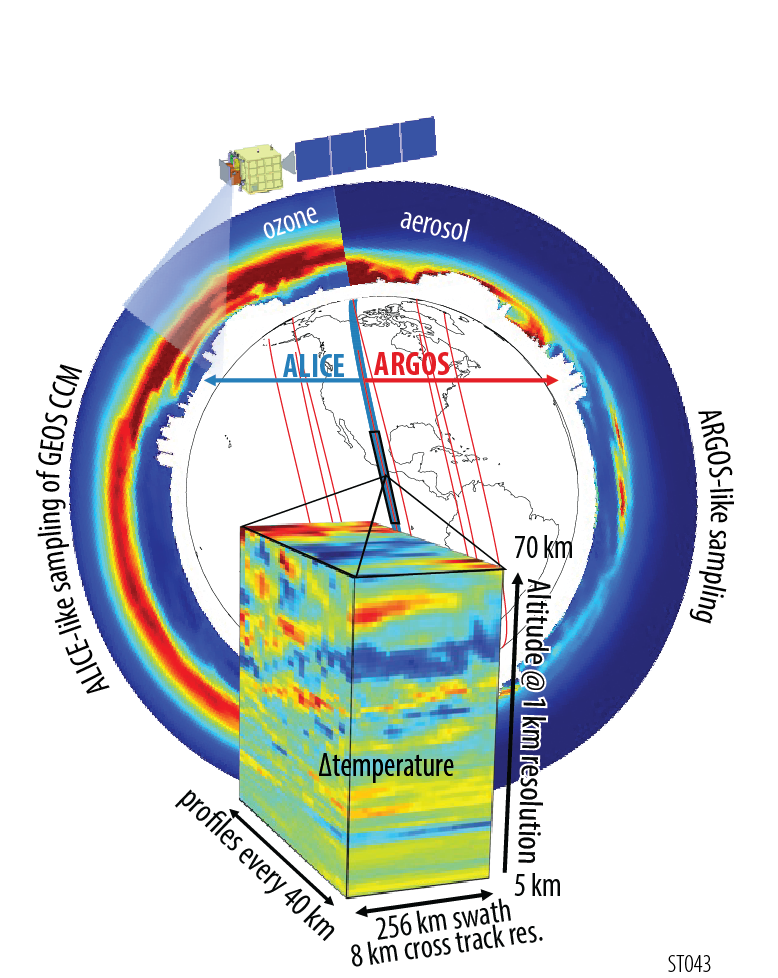 ozone
aerosol
ALICE
ARGOS
ALICE-like sampling of GEOS CCM
ARGOS-like sampling
70 km
Altitude @ 1 km resolution
Δtemperature
profiles every 40 km
5 km
256 km swath
8 km cross track res.
ST043